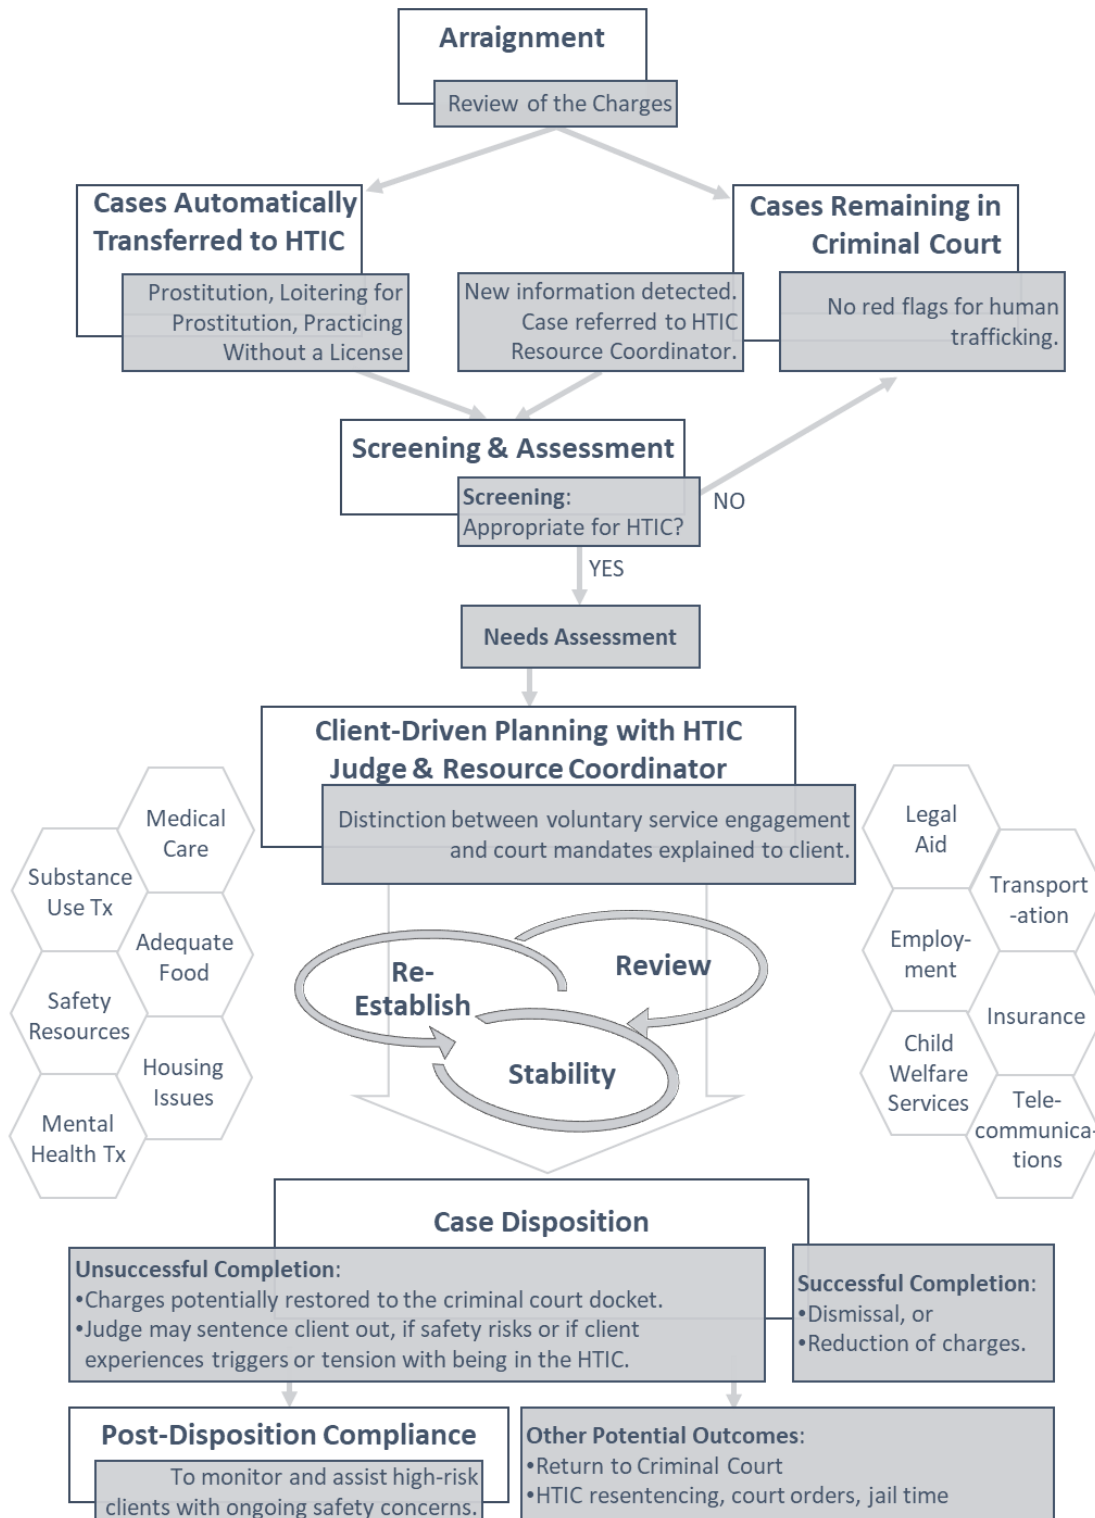 Arraignment
Review of the Charges
Cases Automatically
Transferred to HTIC
Prostitution, Loitering for
Prostitution, Practicing
Without a License
New information detected.
Case referred to HTIC
Resource Coordinator.
Cases Remaining in
Criminal Court
No red flags for human
trafficking.
Screening & Assessment
Screening:
Appropriate for HTIC?
NO
YES
Needs Assessment
Client-Driven Planning with HTIC
Judge & Resource Coordinator
Distinction between voluntary service engagement
and court mandates explained to client.
Medical
Care
Substance
Use Tx
Adequate
Food
Safety
Resources
Housing
Issues
Mental
Health Tx
Re-
Establish
Review
Stability
Legal
Aid
Transport
-ation
Employ-
ment
Insurance
Child
Welfare
Services
Tele-
communica-
tions
Case Disposition
Unsuccessful Completion:
•Charges potentially restored to the criminal court docket.
•Judge may sentence client out, if safety risks or if client
experiences triggers or tension with being in the HTIC.
Successful Completion:
•Dismissal, or
•Reduction of charges.
Post-Disposition Compliance
To monitor and assist high-risk
clients with ongoing safety concerns.
Other Potential Outcomes:
•Return to Criminal Court
•HTIC resentencing, court orders, jail time